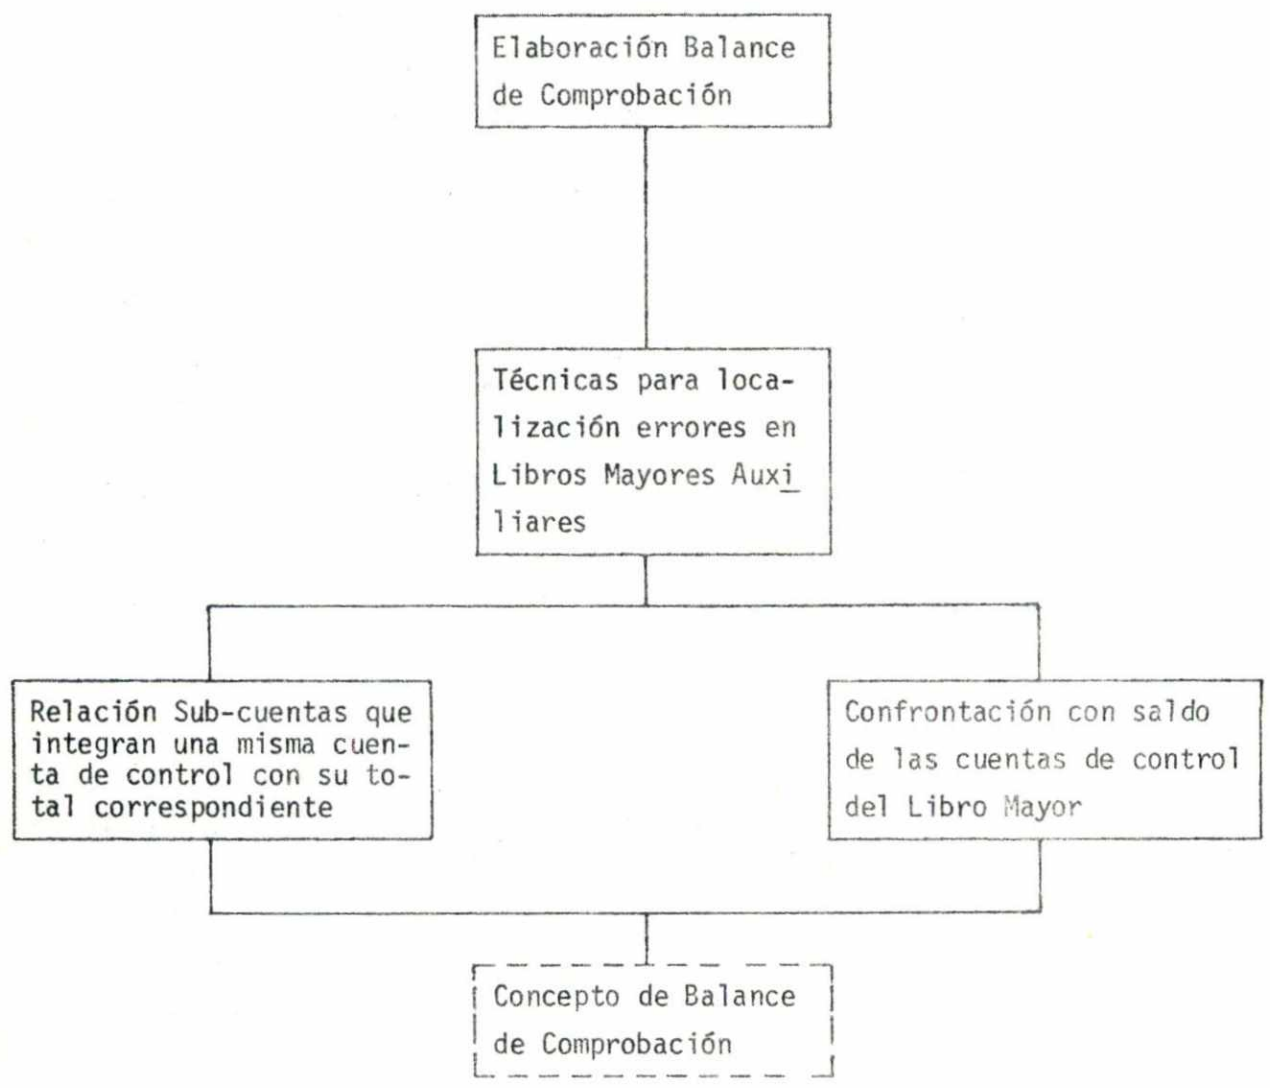 Elaboración Balance
de Comprobación
Técnicas para loca-
lización errores en
Libros Mayores Auxi
liares
Relación Sub-cuentas que
integran una misma cuen-
ta de control con su to-
tal correspondiente
Confrontación con saldo
de las cuentas de control
del Libro Mayor
Concepto de Balance
de Comprobación